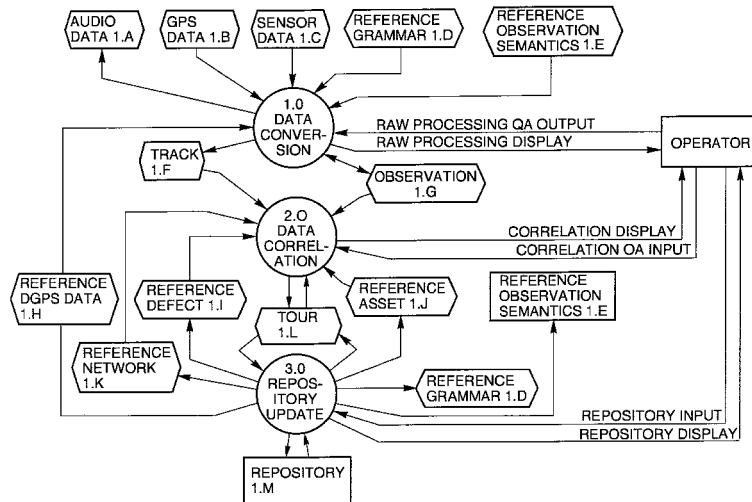 AUDIO
DATA 1.A
GPS
DATA 1.B
SENSOR
DATA 1.C
REFERENCE
GRAMMAR 1.D
REFERENCE
OBSERVATION
SEMANTICS 1.E
1.0
DATA
CONVER-
SION
RAW PROCESSING QA OUTPUT
RAW PROCESSING DISPLAY
OPERATOR
TRACK
1.F
OBSERVATION
1.G
2.O
DATA
CORREL-
ATION
CORRELATION DISPLAY
CORRELATION OA INPUT
REFERENCE
DGPS DATA
1.H
REFERENCE
DEFECT 1.I
REFERENCE
ASSET 1.J
REFERENCE
OBSERVATION
SEMANTICS 1.E
TOUR
1.L
REFERENCE
NETWORK
1.K
3.0
REPOS-
ITORY
UPDATE
REFERENCE
GRAMMAR 1.D
REPOSITORY INPUT
REPOSITORY DISPLAY
REPOSITORY
1.M